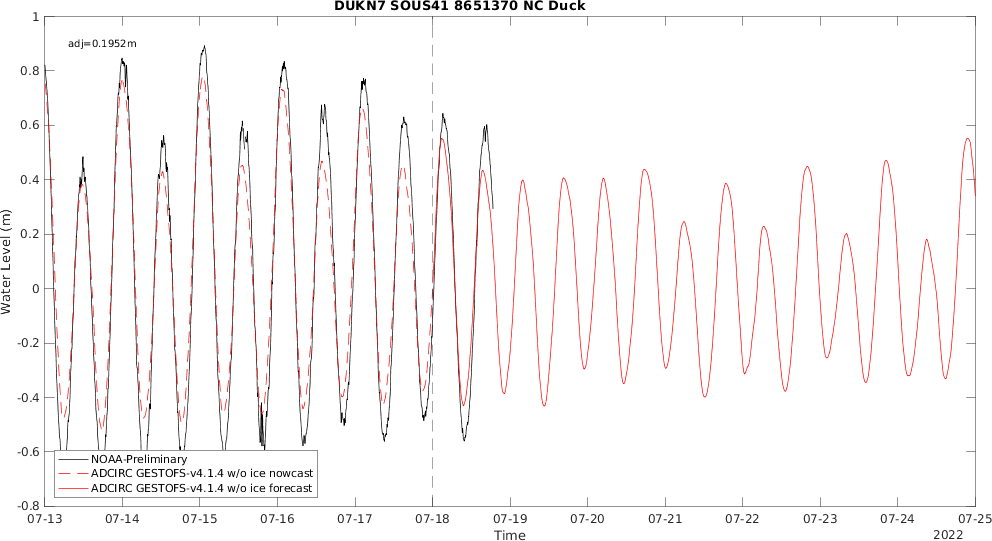 DUKN7 SOUS41 8651370 NC Duck
adj=0.1952m
1
0.8
0.6
0.4
0.2
0
-0.2
-0.4
-0.6
-0.8
Water Level (m)
NOAA-Preliminary
ADCIRC GESTOFS-v4.1.4 w/o ice nowcast
ADCIRC GESTOFS-v4.1.4 w/o ice forecast
07-13 07-14 07-15 07-16 07-17 07-18 07-19 07-20 07-21 07-22 07-23 07-24 07-25
Time
2022